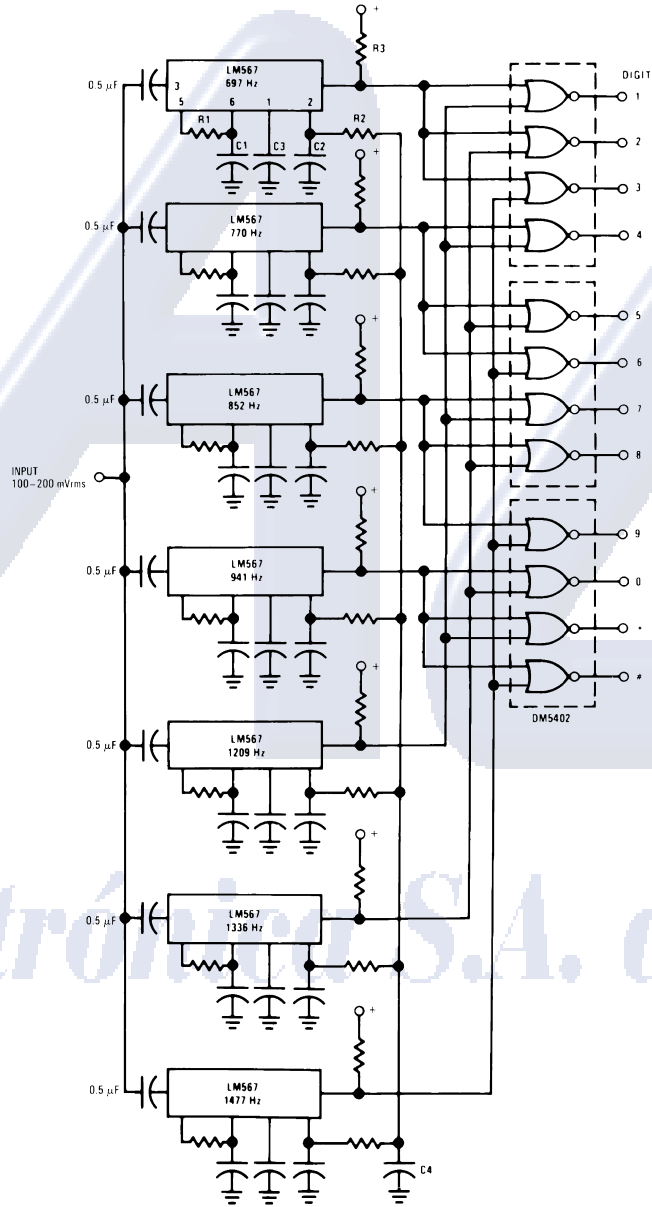 +
R3
LM567
697 Hz
0.5 μF
3
5
6
1
2
R1
R2
C1
C3
C2
DIGIT
1
2
3
4
+
LM567
770 Hz
0.5 μF
5
6
7
8
+
LM567
852 Hz
0.5 μF
INPUT
100–200 mVrms
+
LM567
941 Hz
0.5 μF
9
0
*
#
DM5402
+
LM567
1209 Hz
0.5 μF
+
LM567
1336 Hz
0.5 μF
trónica S.A.
+
LM567
1477 Hz
0.5 μF
C4